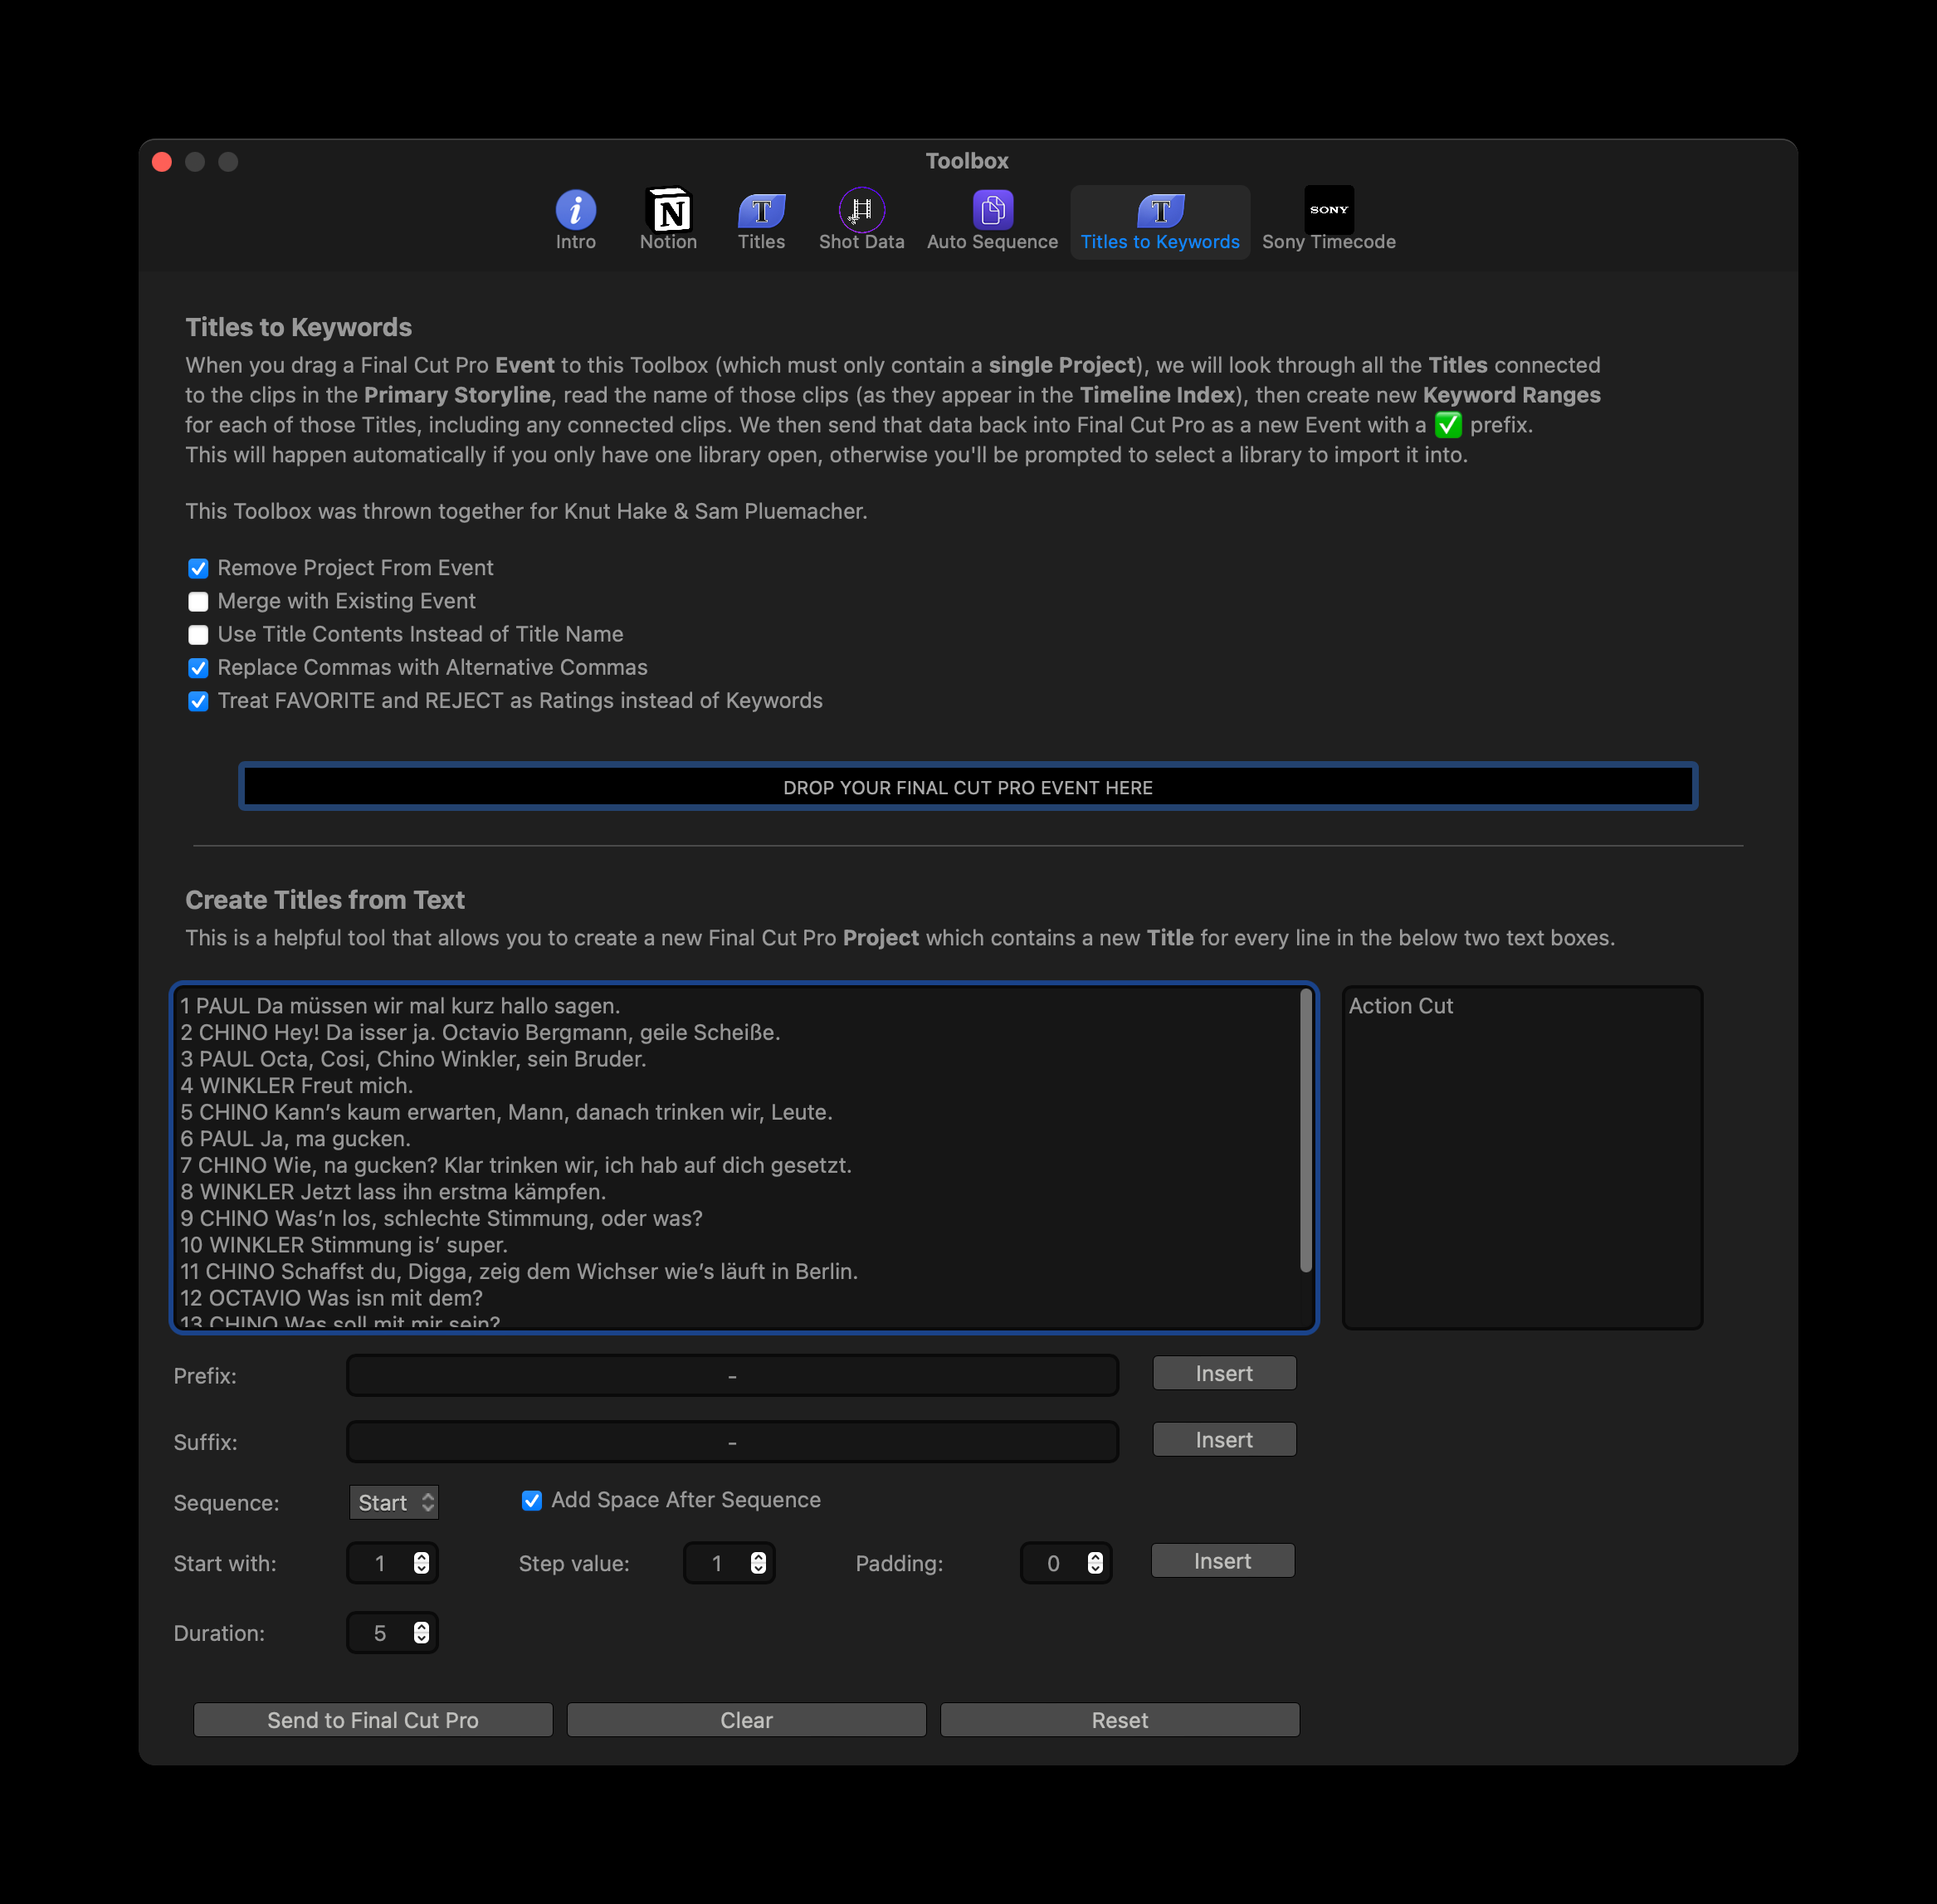 Toolbox
Intro
Notion
Titles
Shot Data
Auto Sequence
Titles to Keywords
SONY
Sony Timecode
Titles to Keywords
When you drag a Final Cut Pro Event to this Toolbox (which must only contain a single Project), we will look through all the Titles connected
to the clips in the Primary Storyline, read the name of those clips (as they appear in the Timeline Index), then create new Keyword Ranges
for each of those Titles, including any connected clips. We then send that data back into Final Cut Pro as a new Event with a ✅ prefix.
This will happen automatically if you only have one library open, otherwise you'll be prompted to select a library to import it into.
This Toolbox was thrown together for Knut Hake & Sam Pluemacher.
Remove Project From Event
Merge with Existing Event
Use Title Contents Instead of Title Name
Replace Commas with Alternative Commas
Treat FAVORITE and REJECT as Ratings instead of Keywords
DROP YOUR FINAL CUT PRO EVENT HERE
Create Titles from Text
This is a helpful tool that allows you to create a new Final Cut Pro Project which contains a new Title for every line in the below two text boxes.
1 PAUL Da müssen wir mal kurz hallo sagen.
2 CHINO Hey! Da isser ja. Octavio Bergmann, geile Scheiße.
3 PAUL Octa, Cosi, Chino Winkler, sein Bruder.
4 WINKLER Freut mich.
5 CHINO Kann’s kaum erwarten, Mann, danach trinken wir, Leute.
6 PAUL Ja, ma gucken.
7 CHINO Wie, na gucken? Klar trinken wir, ich hab auf dich gesetzt.
8 WINKLER Jetzt lass ihn erstma kämpfen.
9 CHINO Was’n los, schlechte Stimmung, oder was?
10 WINKLER Stimmung is’ super.
11 CHINO Schaffst du, Digga, zeig dem Wichser wie’s läuft in Berlin.
12 OCTAVIO Was isn mit dem?
13 CHINO Was soll mit mir sein?
Action Cut
Prefix:
-
Insert
Suffix:
-
Insert
Sequence:
Start
Add Space After Sequence
Start with:
1
Step value:
1
Padding:
0
Insert
Duration:
5
Send to Final Cut Pro
Clear
Reset